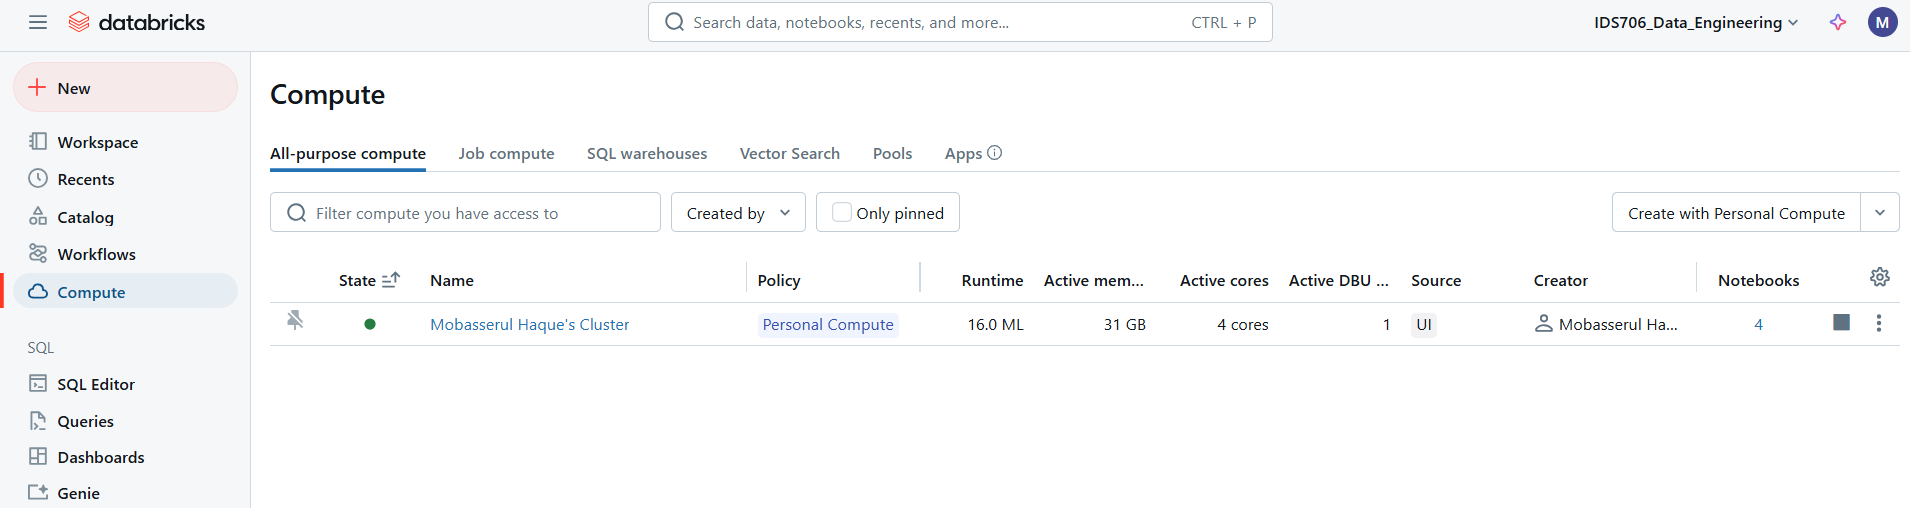 databricks
Search data, notebooks, recents, and more... CTRL + P
IDS706_Data_Engineering
M
New
Workspace
Recents
Catalog
Workflows
Compute
SQL
SQL Editor
Queries
Dashboards
Genie
Compute
All-purpose compute Job compute SQL warehouses Vector Search Pools Apps
Filter compute you have access to Created by Only pinned Create with Personal Compute
State Name Policy Runtime Active mem... Active cores Active DBU ... Source Creator Notebooks
Mobasserul Haque's Cluster Personal Compute 16.0 ML 31 GB 4 cores 1 UI Mobasserul Ha... 4